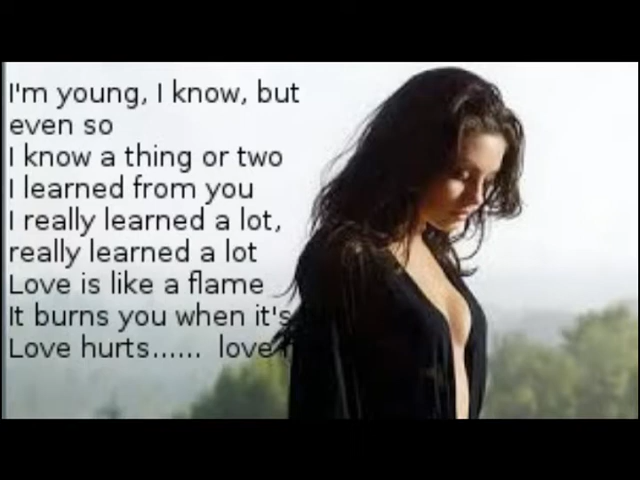 I'm young, I know, but
even so
I know a thing or two
I learned from you
I really learned a lot,
really learned a lot
Love is like a flame
It burns you when it's
Love hurts...... love